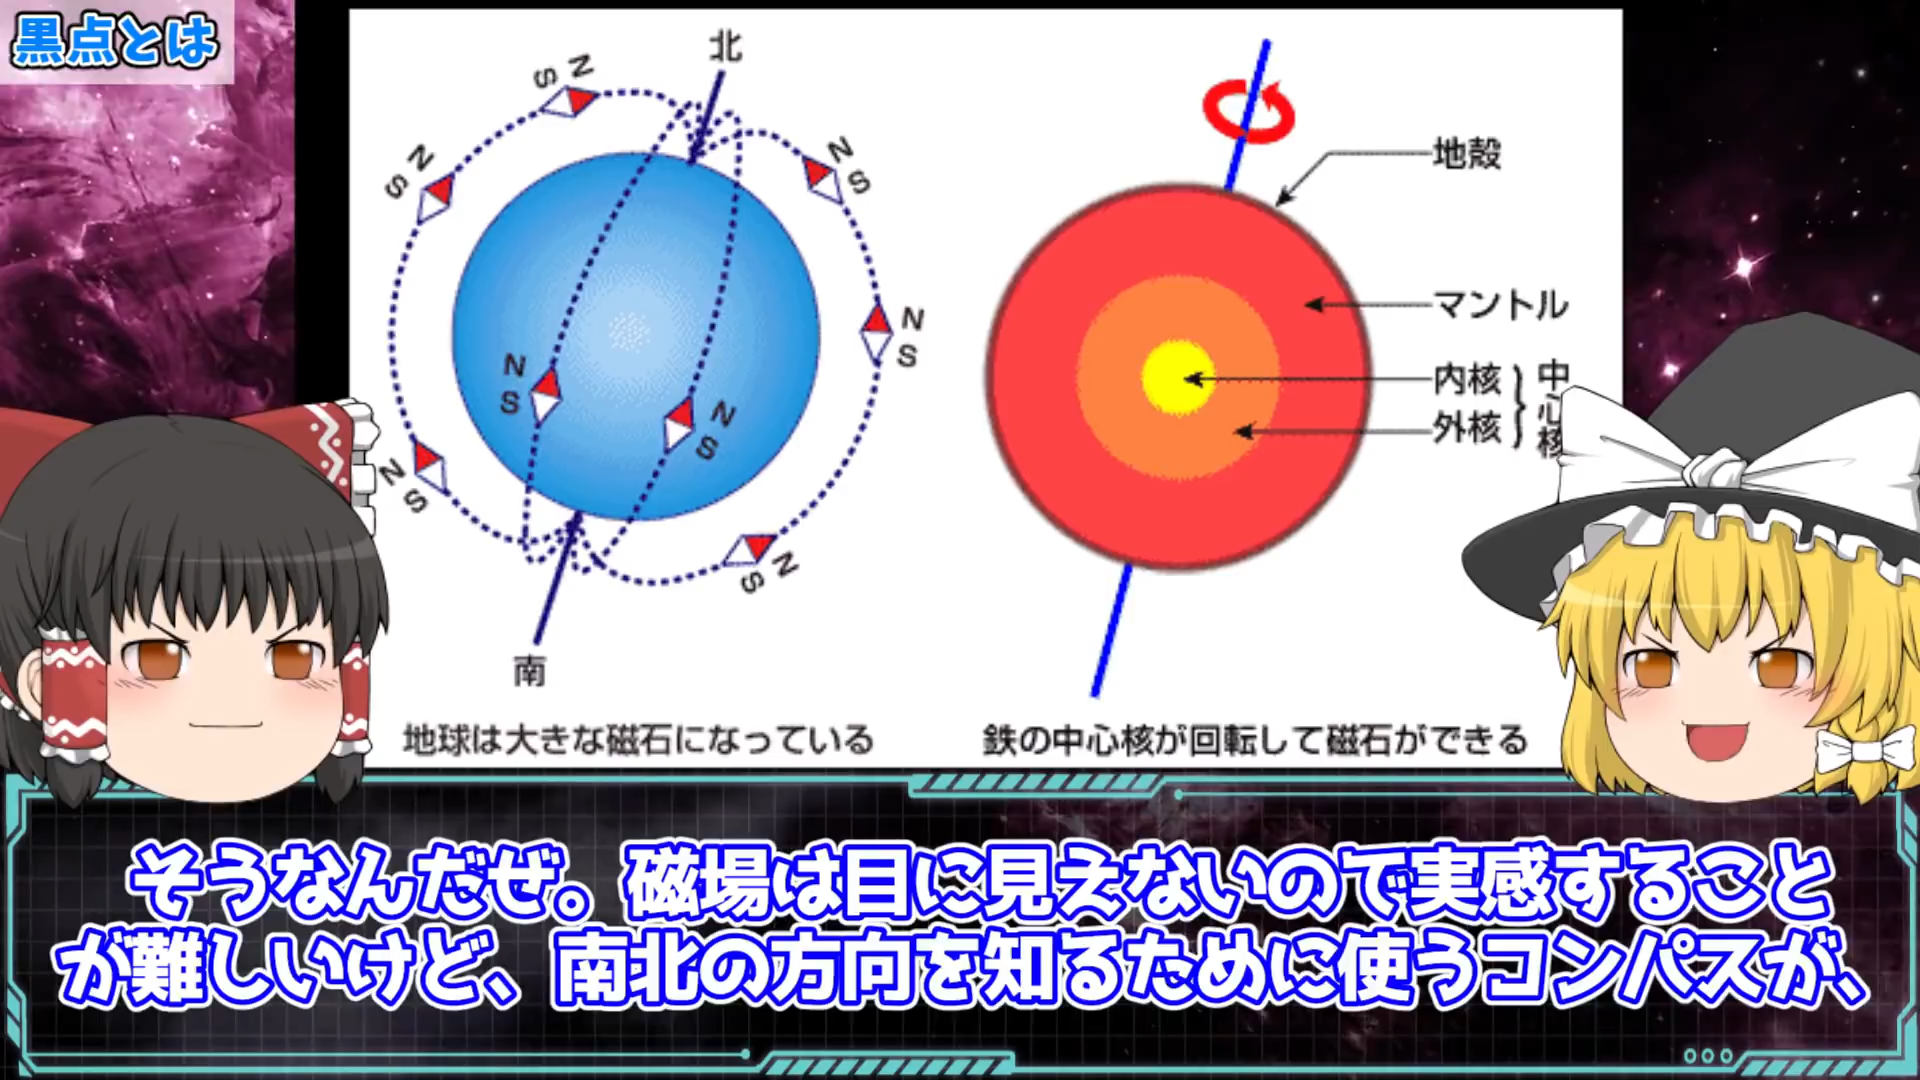 黒点とは
北
N
S
N
S
N
S
N
S
N
S
N
S
N
S
N
S
南
地球は大きな磁石になっている
地殻
マントル
内核
外核
中心核
鉄の中心核が回転して磁石ができる
そうなんだぜ。磁場は目に見えないので実感すること
が難しいけど、南北の方向を知るために使うコンパスが、